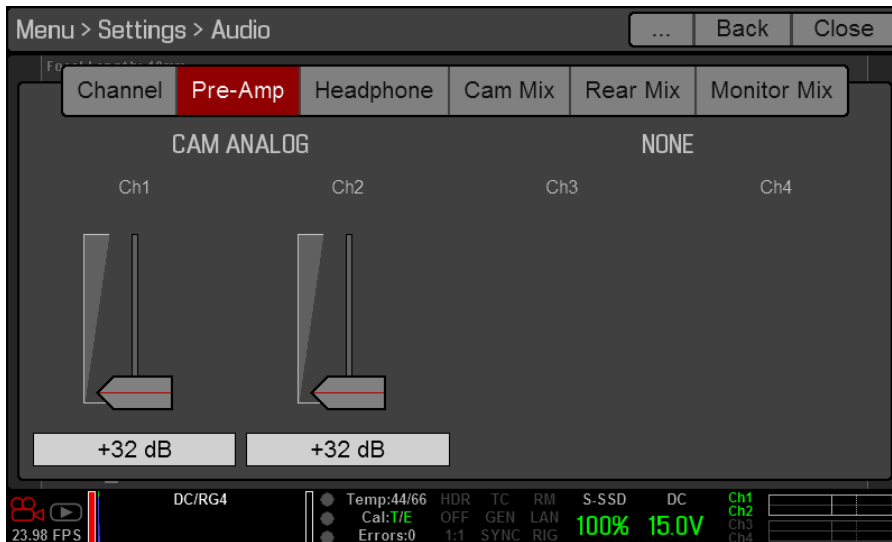 Menu > Settings > Audio ... Back Close
Channel Pre-Amp Headphone Cam Mix Rear Mix Monitor Mix
CAM ANALOG NONE
Ch1 Ch2 Ch3 Ch4
+32 dB +32 dB
DC/RG4 Temp:44/66 HDR TC RM S-SSD DC Ch1
Cal:T/E OFF GEN LAN 100% 15.0V Ch2
23.98 FPS Errors:0 1:1 SYNC RIG Ch3
Ch4